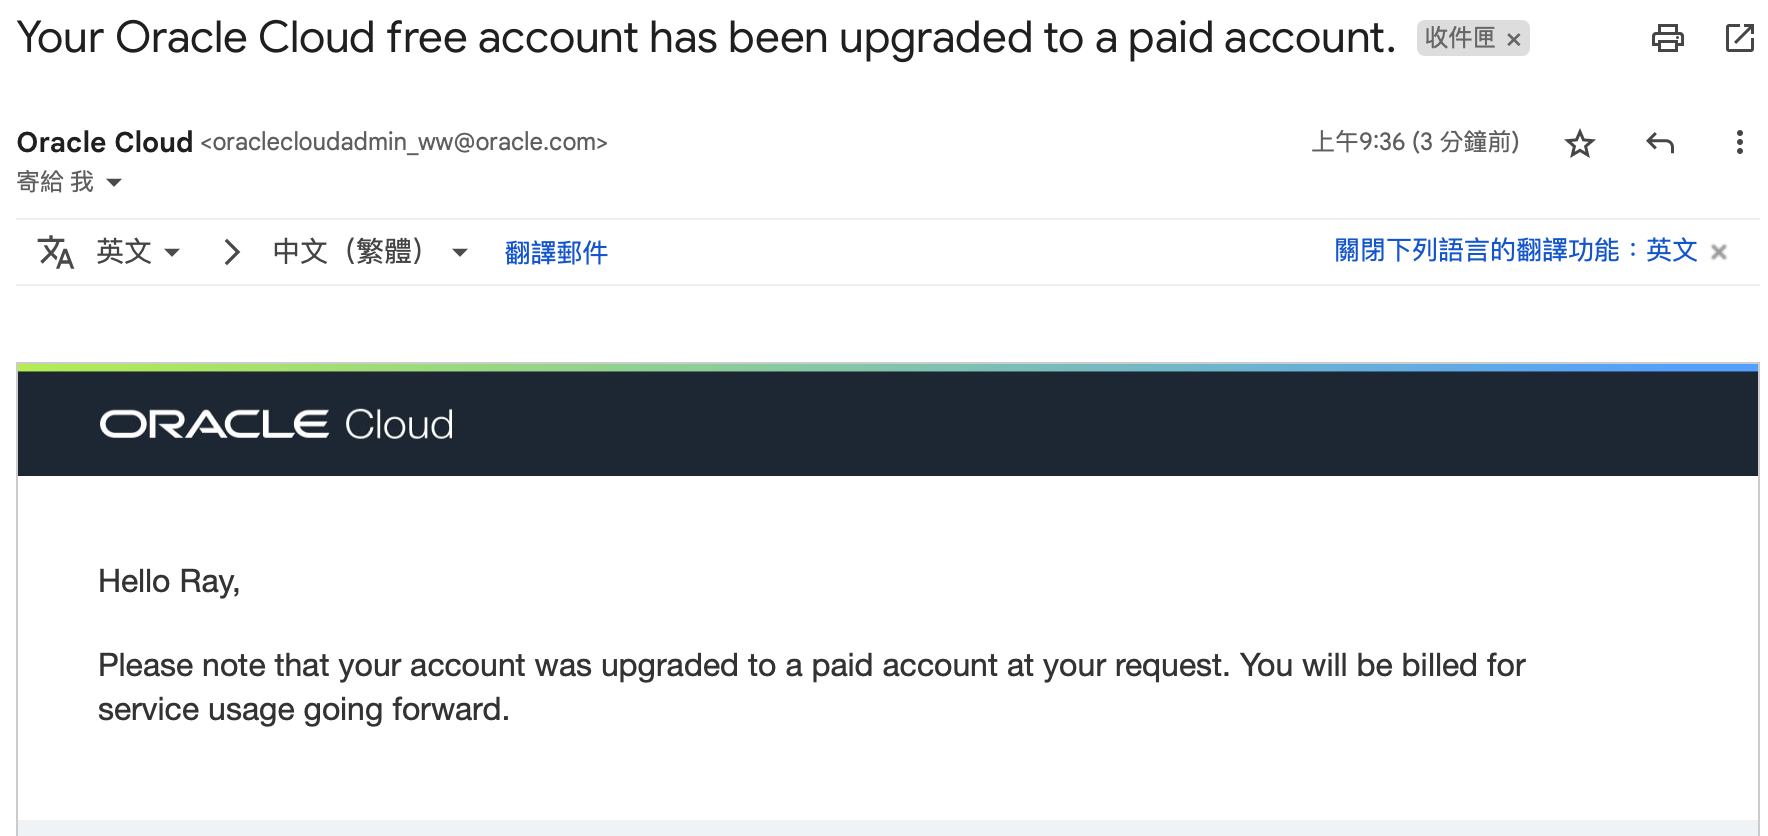 Your Oracle Cloud free account has been upgraded to a paid account. 收件匣 ×
Oracle Cloud <oraclecloudadmin_ww@oracle.com> 上午9:36 (3 分鐘前)
寄給 我
文A 英文 > 中文（繁體） 翻譯郵件 關閉下列語言的翻譯功能：英文 ×
ORACLE Cloud
Hello Ray,
Please note that your account was upgraded to a paid account at your request. You will be billed for
service usage going forward.